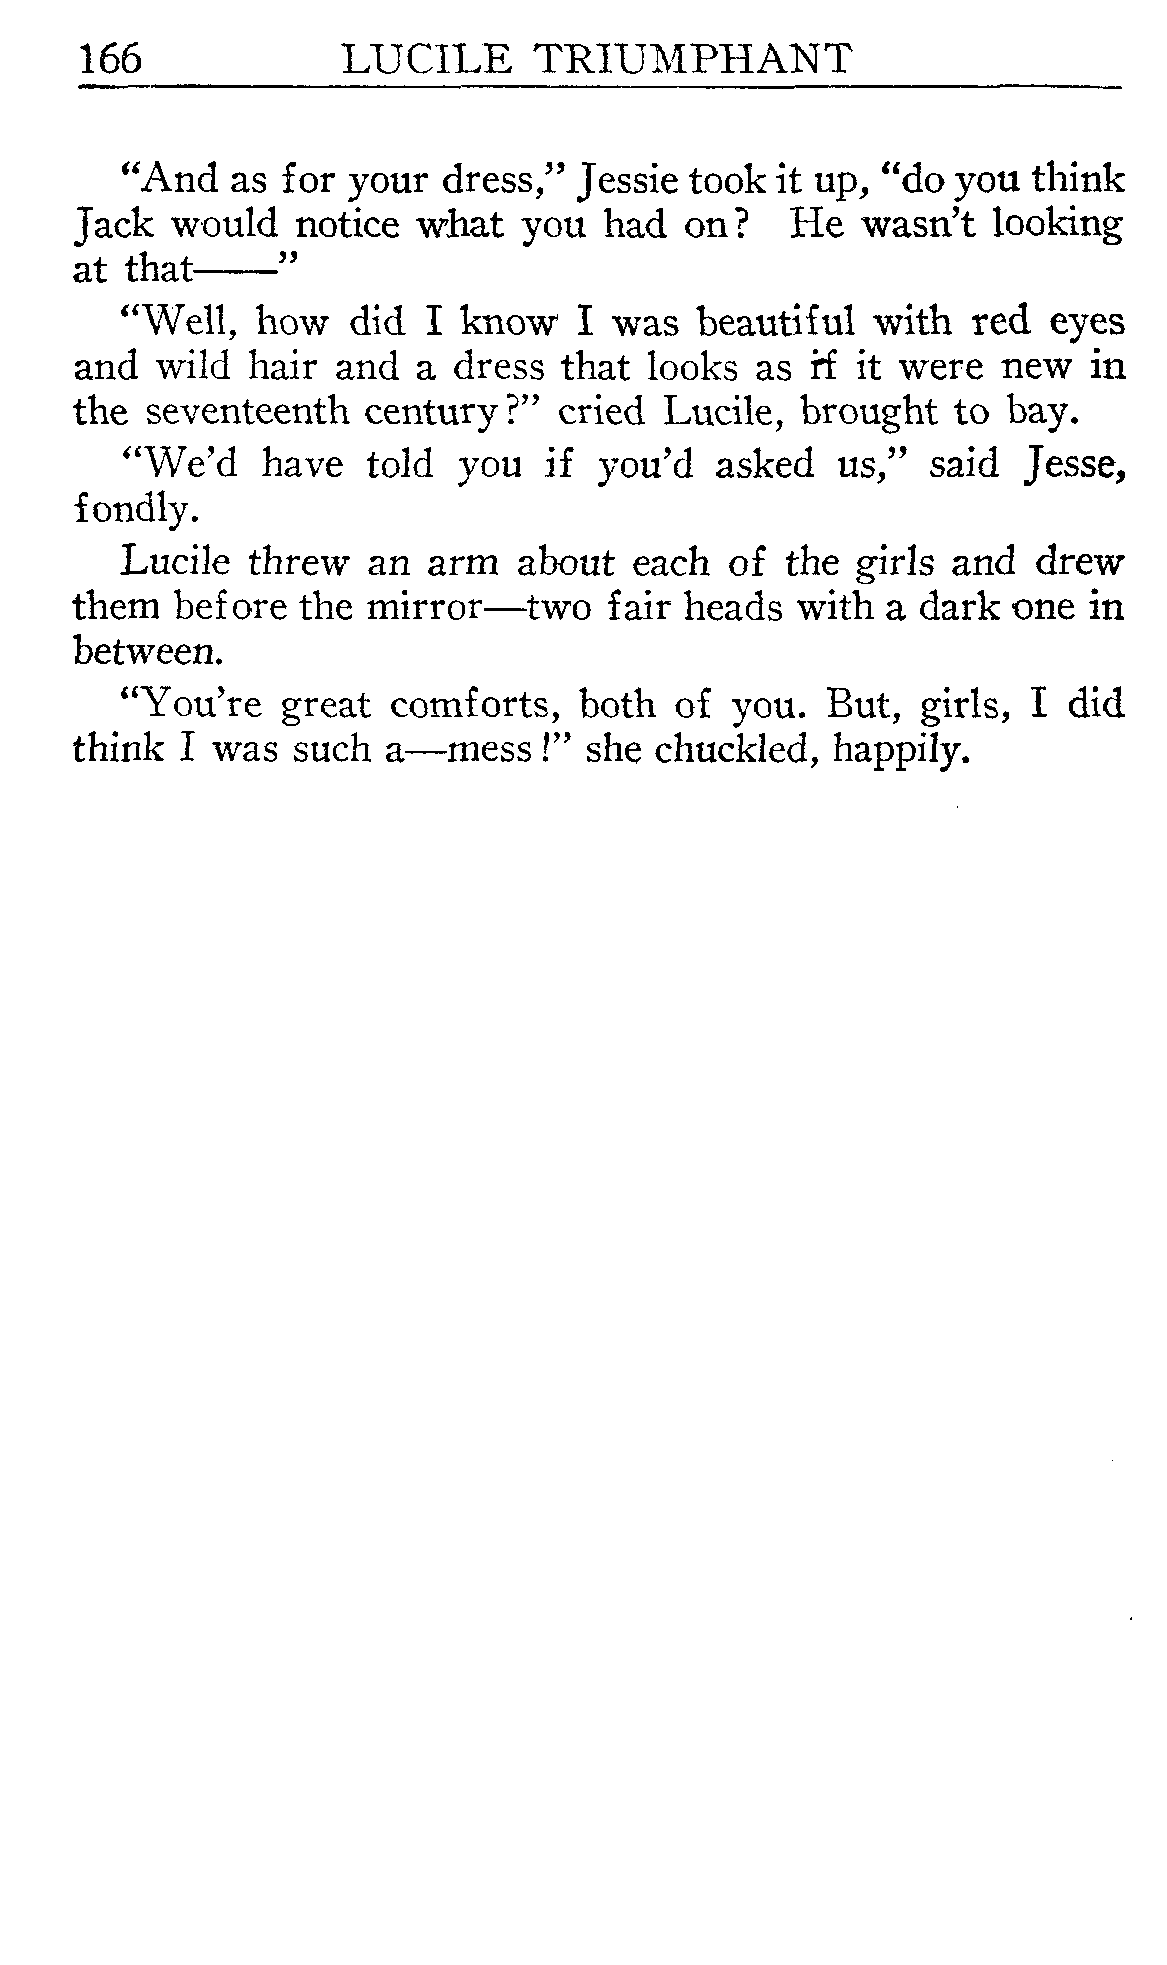 166 LUCILE TRIUMPHANT
“And as for your dress,” Jessie took it up, “do you think
Jack would notice what you had on? He wasn’t looking
at that——”
“Well, how did I know I was beautiful with red eyes
and wild hair and a dress that looks as if it were new in
the seventeenth century?” cried Lucile, brought to bay.
“We’d have told you if you’d asked us,” said Jesse,
fondly.
Lucile threw an arm about each of the girls and drew
them before the mirror—two fair heads with a dark one in
between.
“You’re great comforts, both of you. But, girls, I did
think I was such a—mess!” she chuckled, happily.